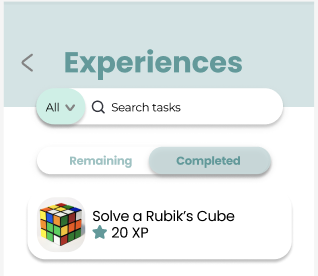 Experiences
All Search tasks
Remaining Completed
Solve a Rubik's Cube
20 XP